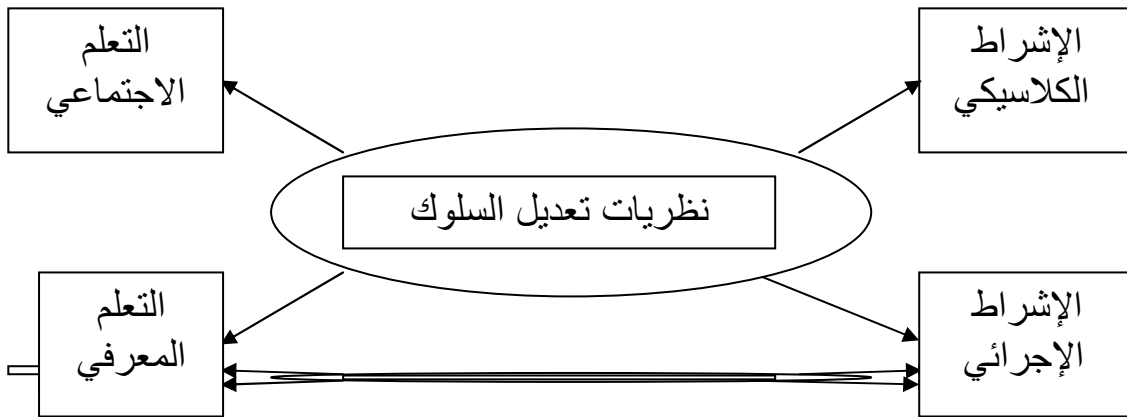 الإشراط
الكلاسيكي
التعلم
الاجتماعي
نظريات تعديل السلوك
الإشراط
الإجرائي
التعلم
المعرفي